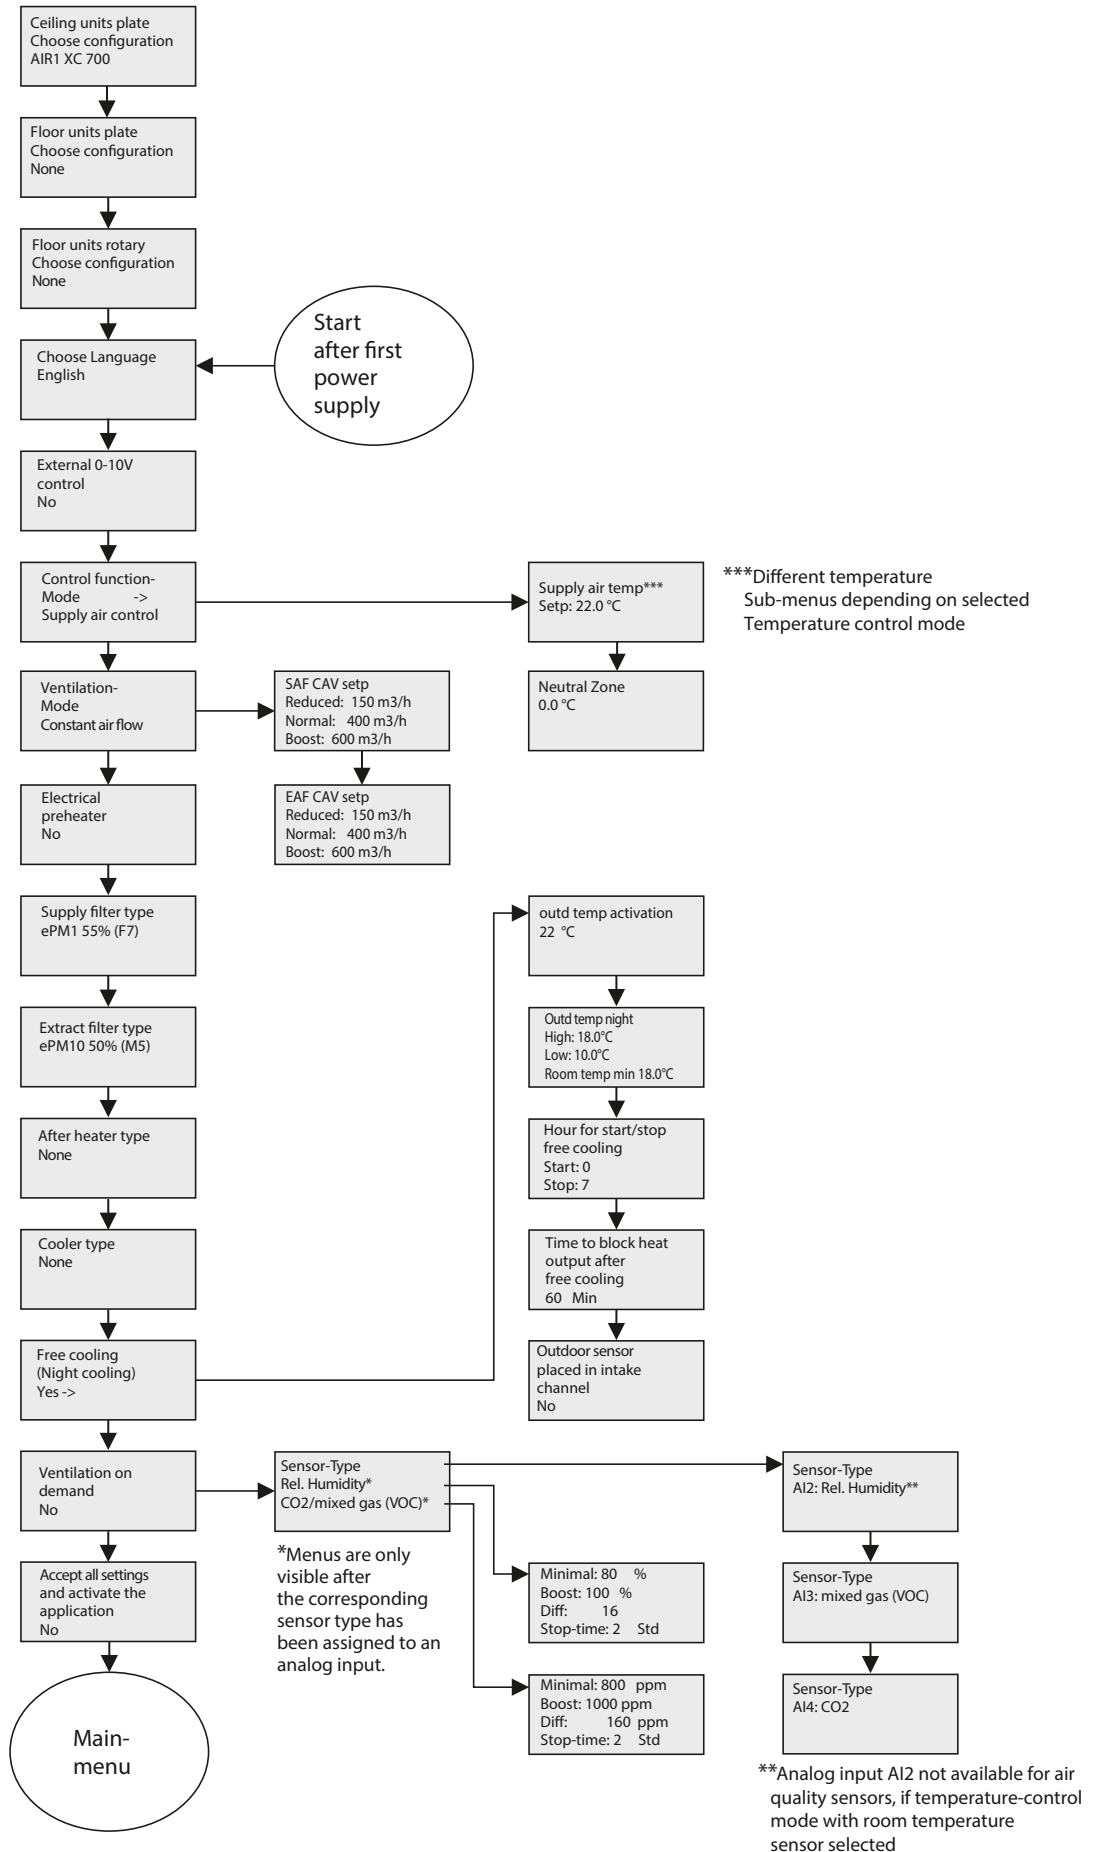 Ceiling units plate
Choose configuration
AIR1 XC 700
Floor units plate
Choose configuration
None
Floor units rotary
Choose configuration
None
Start
after first
power
supply
Choose Language
English
External 0-10V
control
No
Control function-
Mode ->
Supply air control
Supply air temp***
Setp: 22.0 °C
***Different temperature
Sub-menus depending on selected
Temperature control mode
Neutral Zone
0.0 °C
Ventilation-
Mode
Constant air flow
SAF CAV setp
Reduced: 150 m3/h
Normal: 400 m3/h
Boost: 600 m3/h
EAF CAV setp
Reduced: 150 m3/h
Normal: 400 m3/h
Boost: 600 m3/h
Electrical
preheater
No
Supply filter type
ePM1 55% (F7)
Extract filter type
ePM10 50% (M5)
After heater type
None
Cooler type
None
Free cooling
(Night cooling)
Yes ->
outd temp activation
22 °C
Outd temp night
High: 18.0°C
Low: 10.0°C
Room temp min 18.0°C
Hour for start/stop
free cooling
Start: 0
Stop: 7
Time to block heat
output after
free cooling
60 Min
Outdoor sensor
placed in intake
channel
No
Ventilation on
demand
No
Sensor-Type
Rel. Humidity*
CO2/mixed gas (VOC)*
*Menus are only
visible after
the corresponding
sensor type has
been assigned to an
analog input.
Minimal: 80 %
Boost: 100 %
Diff: 16
Stop-time: 2 Std
Minimal: 800 ppm
Boost: 1000 ppm
Diff: 160 ppm
Stop-time: 2 Std
Sensor-Type
AI2: Rel. Humidity**
Sensor-Type
AI3: mixed gas (VOC)
Sensor-Type
AI4: CO2
**Analog input AI2 not available for air
quality sensors, if temperature-control
mode with room temperature
sensor selected
Accept all settings
and activate the
application
No
Main-
menu